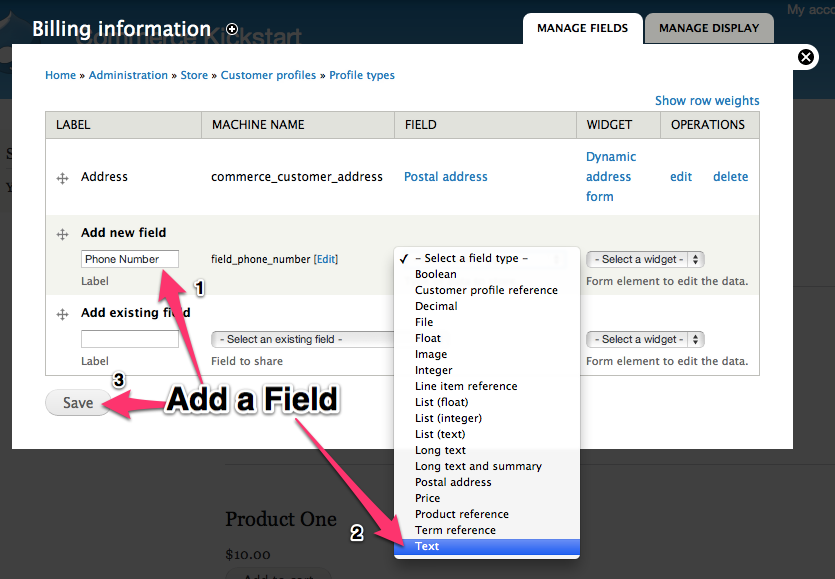 My acco
Billing information
Commerce Kickstart
MANAGE FIELDS
MANAGE DISPLAY
Home » Administration » Store » Customer profiles » Profile types
Show row weights
LABEL MACHINE NAME FIELD WIDGET OPERATIONS
Address commerce_customer_address Postal address Dynamic address form edit delete
Add new field
Phone Number field_phone_number [Edit] - Select a widget -
Label Form element to edit the data.
1
Add existing field
- Select an existing field - - Select a widget -
Label Field to share Form element to edit the data.
✓ - Select a field type -
Boolean
Customer profile reference
Decimal
File
Float
Image
Integer
Line item reference
List (float)
List (integer)
List (text)
Long text
Long text and summary
Postal address
Price
Product reference
Term reference
Text
3
Save
Add a Field
2
Product One
$10.00
Add to cart